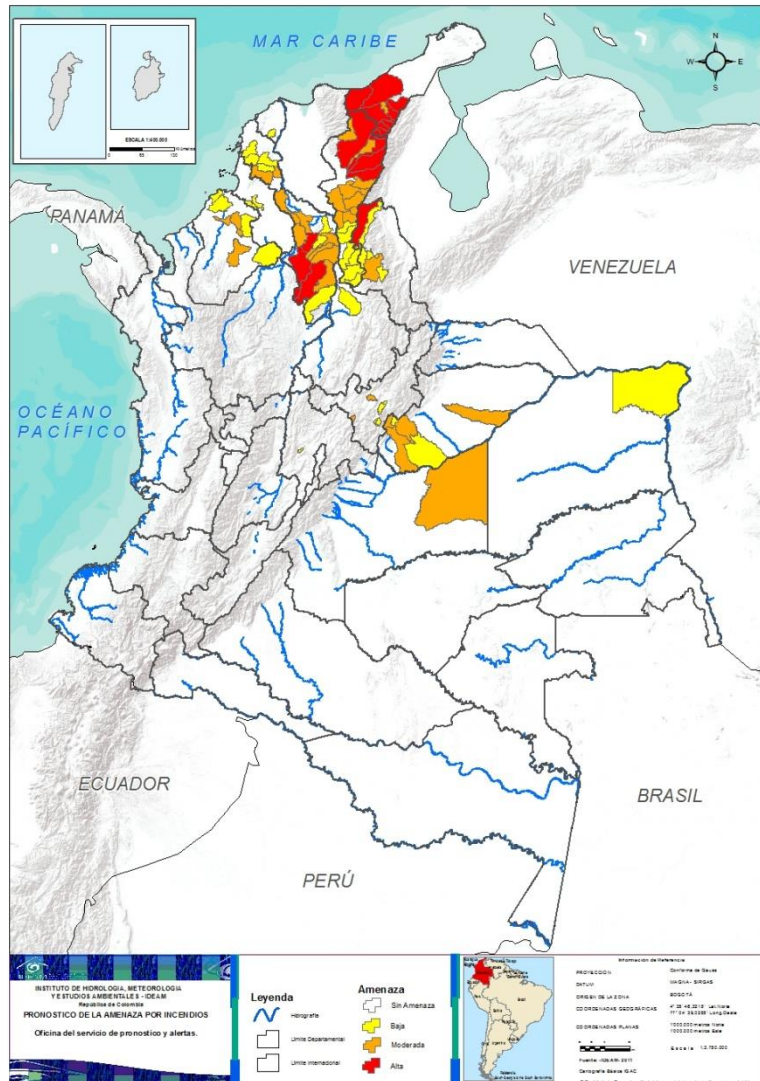 MAR CARIBE
N
W E
S
ESCALA 1:400.000
PANAMÁ
VENEZUELA
OCÉANO
PACÍFICO
ECUADOR
BRASIL
PERÚ
INSTITUTO DE HIDROLOGIA, METEOROLOGIA
Y ESTUDIOS AMBIENTALES - IDEAM
República de Colombia
PRONOSTICO DE LA AMENAZA POR INCENDIOS
Oficina del servicio de pronostico y alertas.
Leyenda
Hidrografía
Limite Departamental
Limite Internacional
Amenaza
Sin Amenaza
Baja
Moderada
Alta
Información de Referencia
PROYECCION Conforme de Gauss
DATUM MAGNA - SIRGAS
ORIGEN DE LA ZONA BOGOTÁ
COORDENADAS GEOGRÁFICAS
COORDENADAS PLANAS 1'000.000 metros Norte
1'000.000 metros Este
Escala
Cartografía Básica IGAC